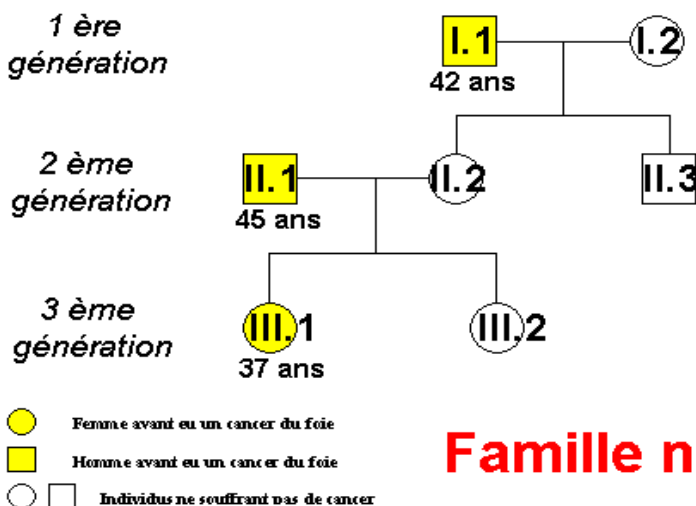 1 ère
génération
I.1
I.2
42 ans
2 ème
génération
II.1
II.2
II.3
45 ans
3 ème
génération
III.1
III.2
37 ans
Femme ayant eu un cancer du foie
Homme ayant eu un cancer du foie
Individus ne souffrant pas de cancer
Famille n